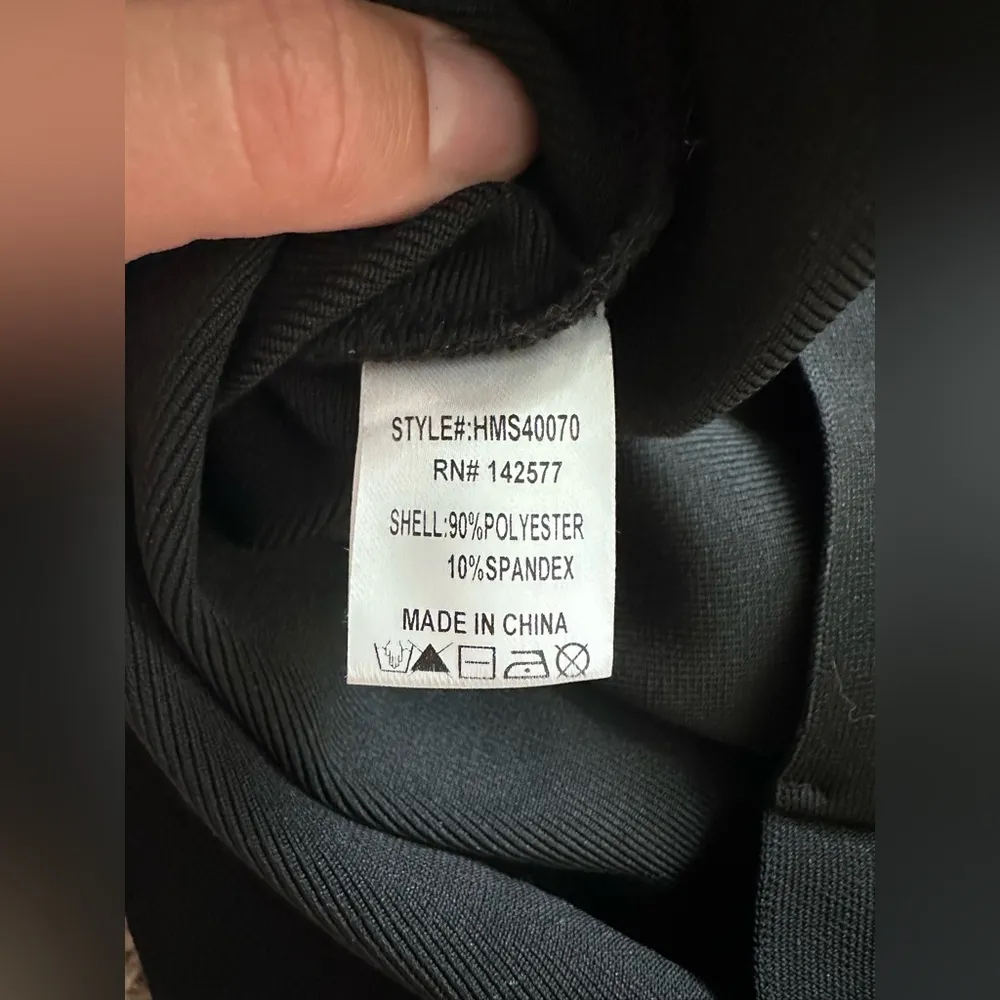 STYLE#:HMS40070
RN# 142577
SHELL:90%POLYESTER
10%SPANDEX
MADE IN CHINA